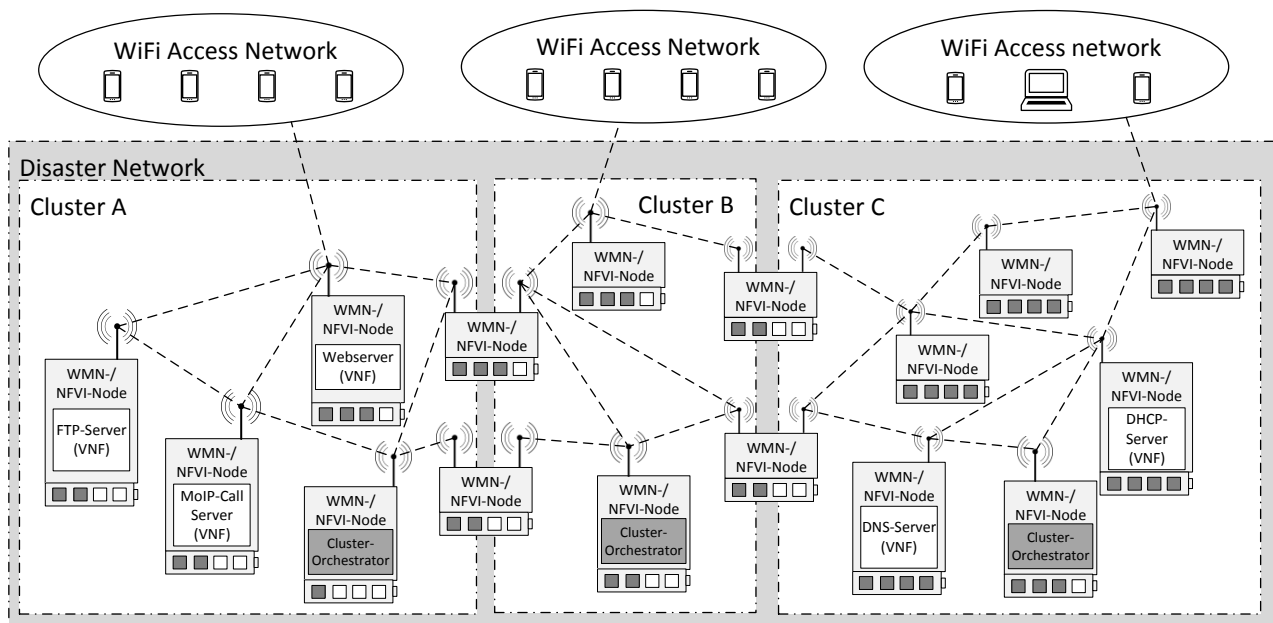 WiFi Access Network
WiFi Access Network
WiFi Access network
Disaster Network
Cluster A
Cluster B
Cluster C
WMN-/
NFVI-Node
WMN-/
NFVI-Node
WMN-/
NFVI-Node
WMN-/
NFVI-Node
WMN-/
NFVI-Node
Webserver
(VNF)
WMN-/
NFVI-Node
WMN-/
NFVI-Node
WMN-/
NFVI-Node
FTP-Server
(VNF)
WMN-/
NFVI-Node
DHCP-
Server
(VNF)
WMN-/
NFVI-Node
MoIP-Call
Server
(VNF)
WMN-/
NFVI-Node
Cluster-
Orchestrator
WMN-/
NFVI-Node
WMN-/
NFVI-Node
Cluster-
Orchestrator
WMN-/
NFVI-Node
WMN-/
NFVI-Node
DNS-Server
(VNF)
WMN-/
NFVI-Node
Cluster-
Orchestrator